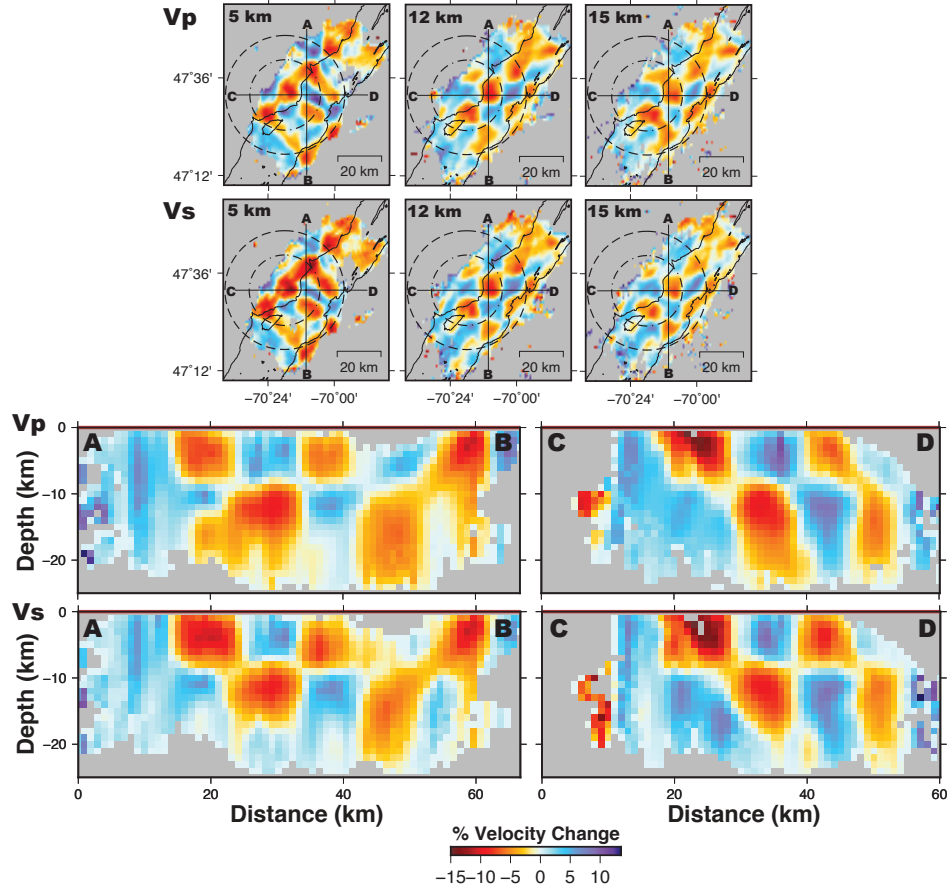 Vp
5 km
A
C
D
B
20 km
12 km
A
C
D
B
20 km
15 km
A
C
D
B
20 km
47°36'
47°12'
Vs
5 km
A
C
D
B
20 km
12 km
A
C
D
B
20 km
15 km
A
C
D
B
20 km
47°36'
47°12'
−70°24' −70°00'
−70°24' −70°00'
−70°24' −70°00'
Vp
A
B
C
D
0
−10
−20
Depth (km)
Vs
A
B
C
D
0
−10
−20
Depth (km)
0 20 40 60
0 20 40 60
Distance (km)
Distance (km)
% Velocity Change
−15 −10 −5 0 5 10